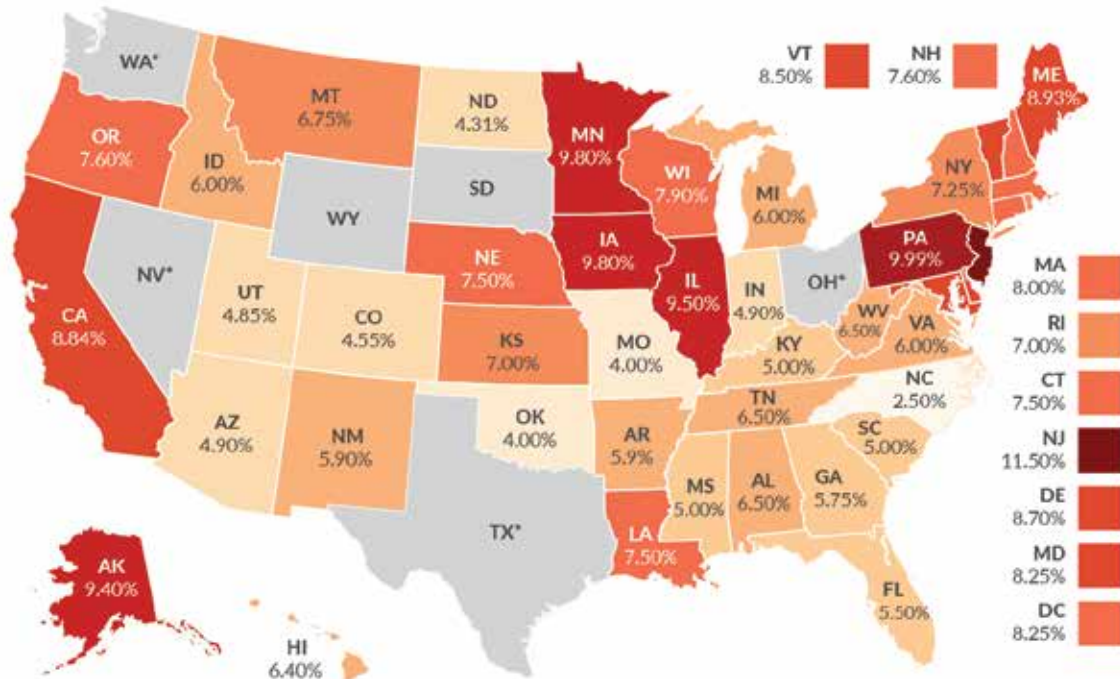 WA*
OR
7.60%
CA
8.84%
NV*
ID
6.00%
MT
6.75%
WY
UT
4.85%
AZ
4.90%
CO
4.55%
NM
5.90%
ND
4.31%
SD
NE
7.50%
KS
7.00%
OK
4.00%
TX*
MN
9.80%
IA
9.80%
MO
4.00%
AR
5.9%
LA
7.50%
WI
7.90%
IL
9.50%
MI
6.00%
IN
4.90%
OH*
KY
5.00%
TN
6.50%
MS
5.00%
AL
6.50%
GA
5.75%
FL
5.50%
SC
5.00%
NC
2.50%
VA
6.00%
WV
6.50%
PA
9.99%
NY
7.25%
ME
8.93%
VT
8.50%
NH
7.60%
MA
8.00%
RI
7.00%
CT
7.50%
NJ
11.50%
DE
8.70%
MD
8.25%
DC
8.25%
AK
9.40%
HI
6.40%